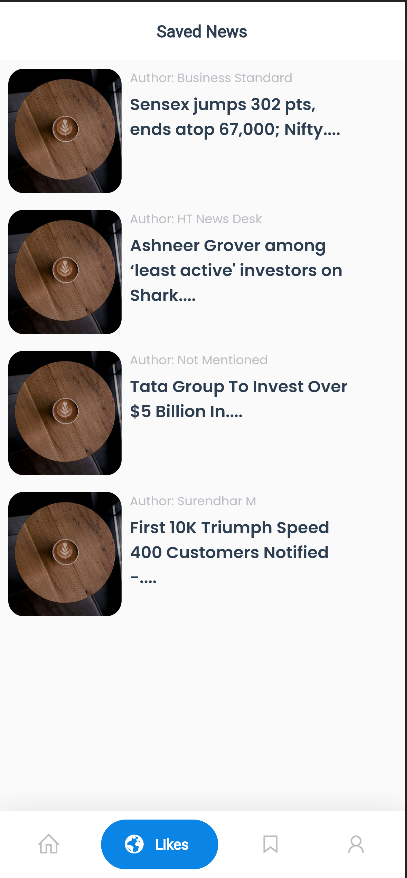 Saved News
Author: Business Standard
Sensex jumps 302 pts,
ends atop 67,000; Nifty....
Author: HT News Desk
Ashneer Grover among
‘least active' investors on
Shark....
Author: Not Mentioned
Tata Group To Invest Over
$5 Billion In....
Author: Surendhar M
First 10K Triumph Speed
400 Customers Notified
-....
Likes